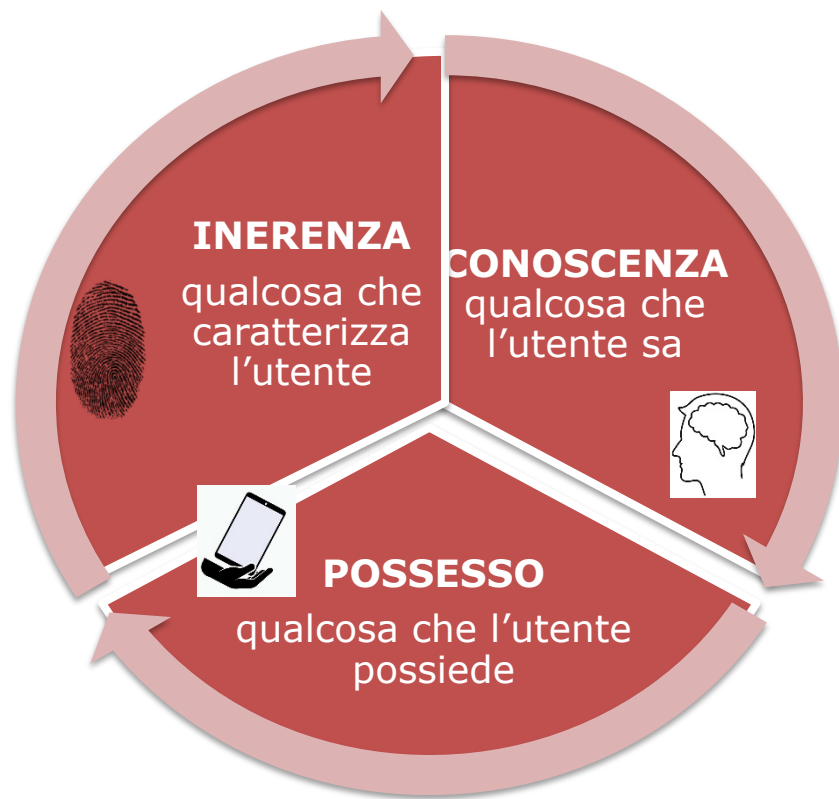 INERENZA
qualcosa che
caratterizza
l’utente
CONOSCENZA
qualcosa che
l’utente sa
POSSESSO
qualcosa che l’utente
possiede